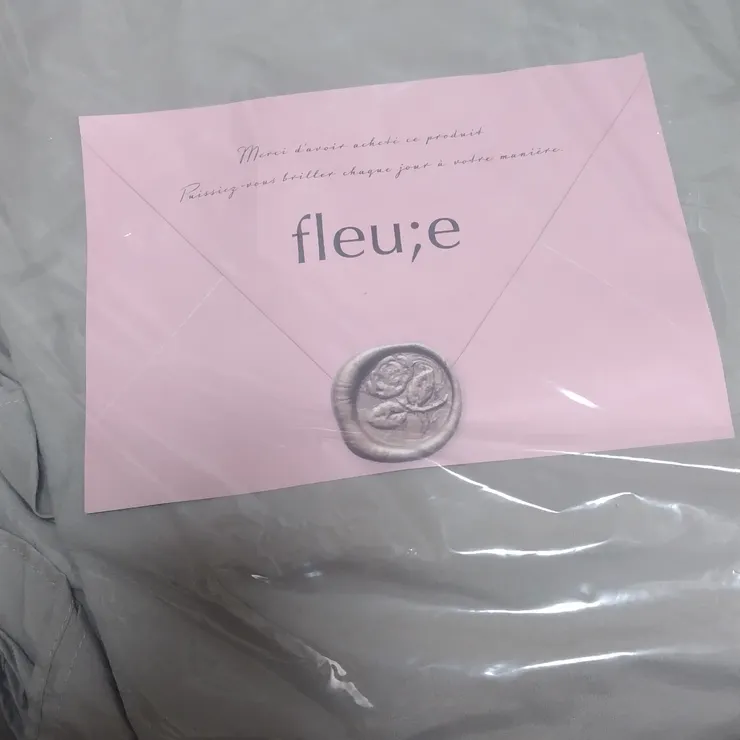 Merci d'avoir acheté ce produit
Puissiez-vous briller chaque jour à votre manière.
fleu;e